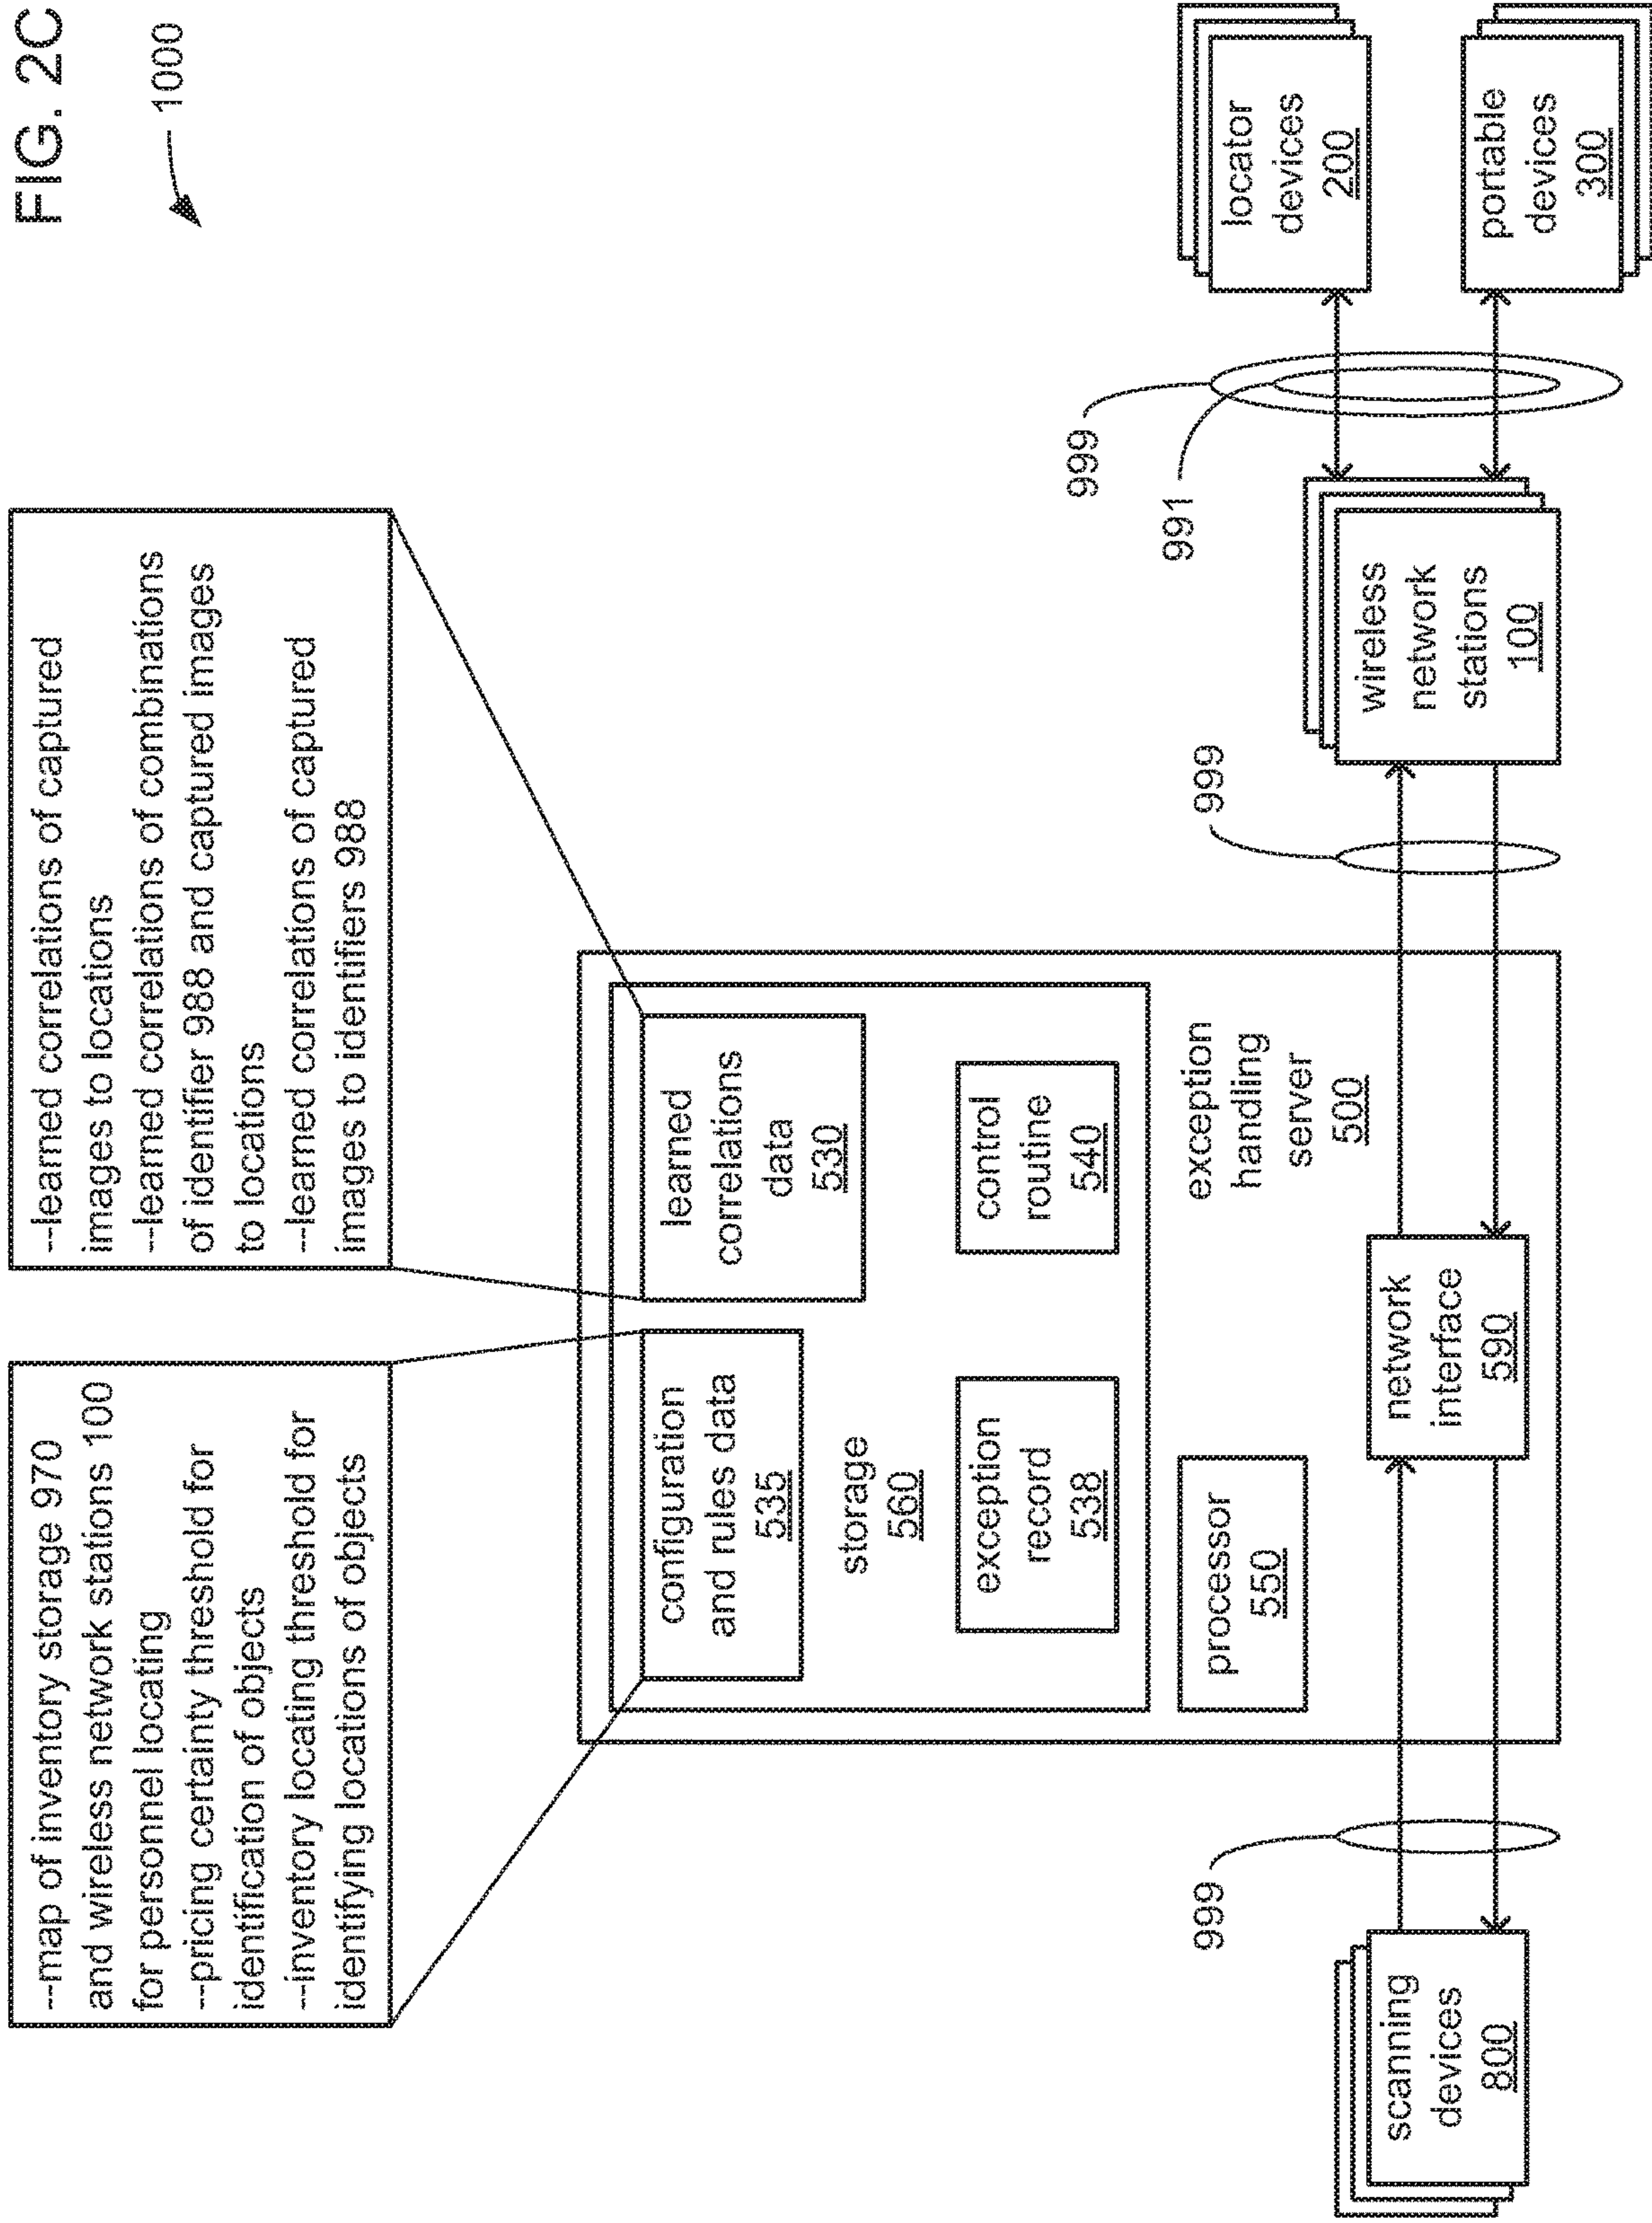 FIG. 2C
1000
--map of inventory storage 970
and wireless network stations 100
for personnel locating
--pricing certainty threshold for
identification of objects
--inventory locating threshold for
identifying locations of objects
--learned correlations of captured
images to locations
--learned correlations of combinations
of identifier 988 and captured images
to locations
--learned correlations of captured
images to identifiers 988
configuration
and rules data
535
learned
correlations
data
530
storage
560
exception
record
538
control
routine
540
processor
550
exception
handling
server
500
network
interface
590
scanning
devices
800
999
999
wireless
network
stations
100
999
991
locator
devices
200
portable
devices
300